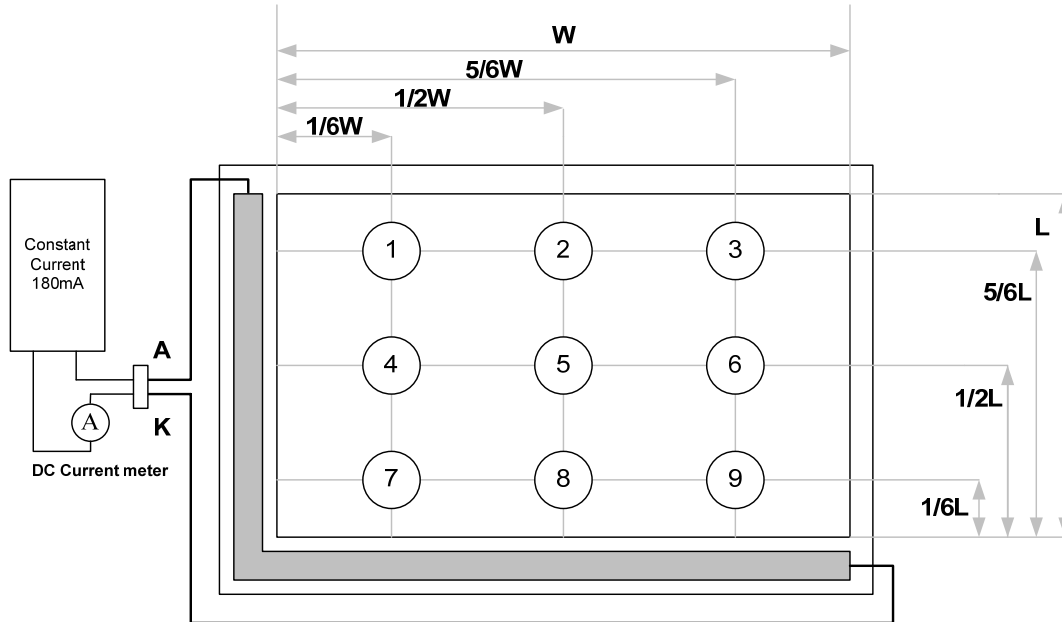 W
5/6W
1/2W
1/6W
Constant
Current
180mA
L
1
2
3
5/6L
A
4
5
6
1/2L
A
K
DC Current meter
7
8
9
1/6L